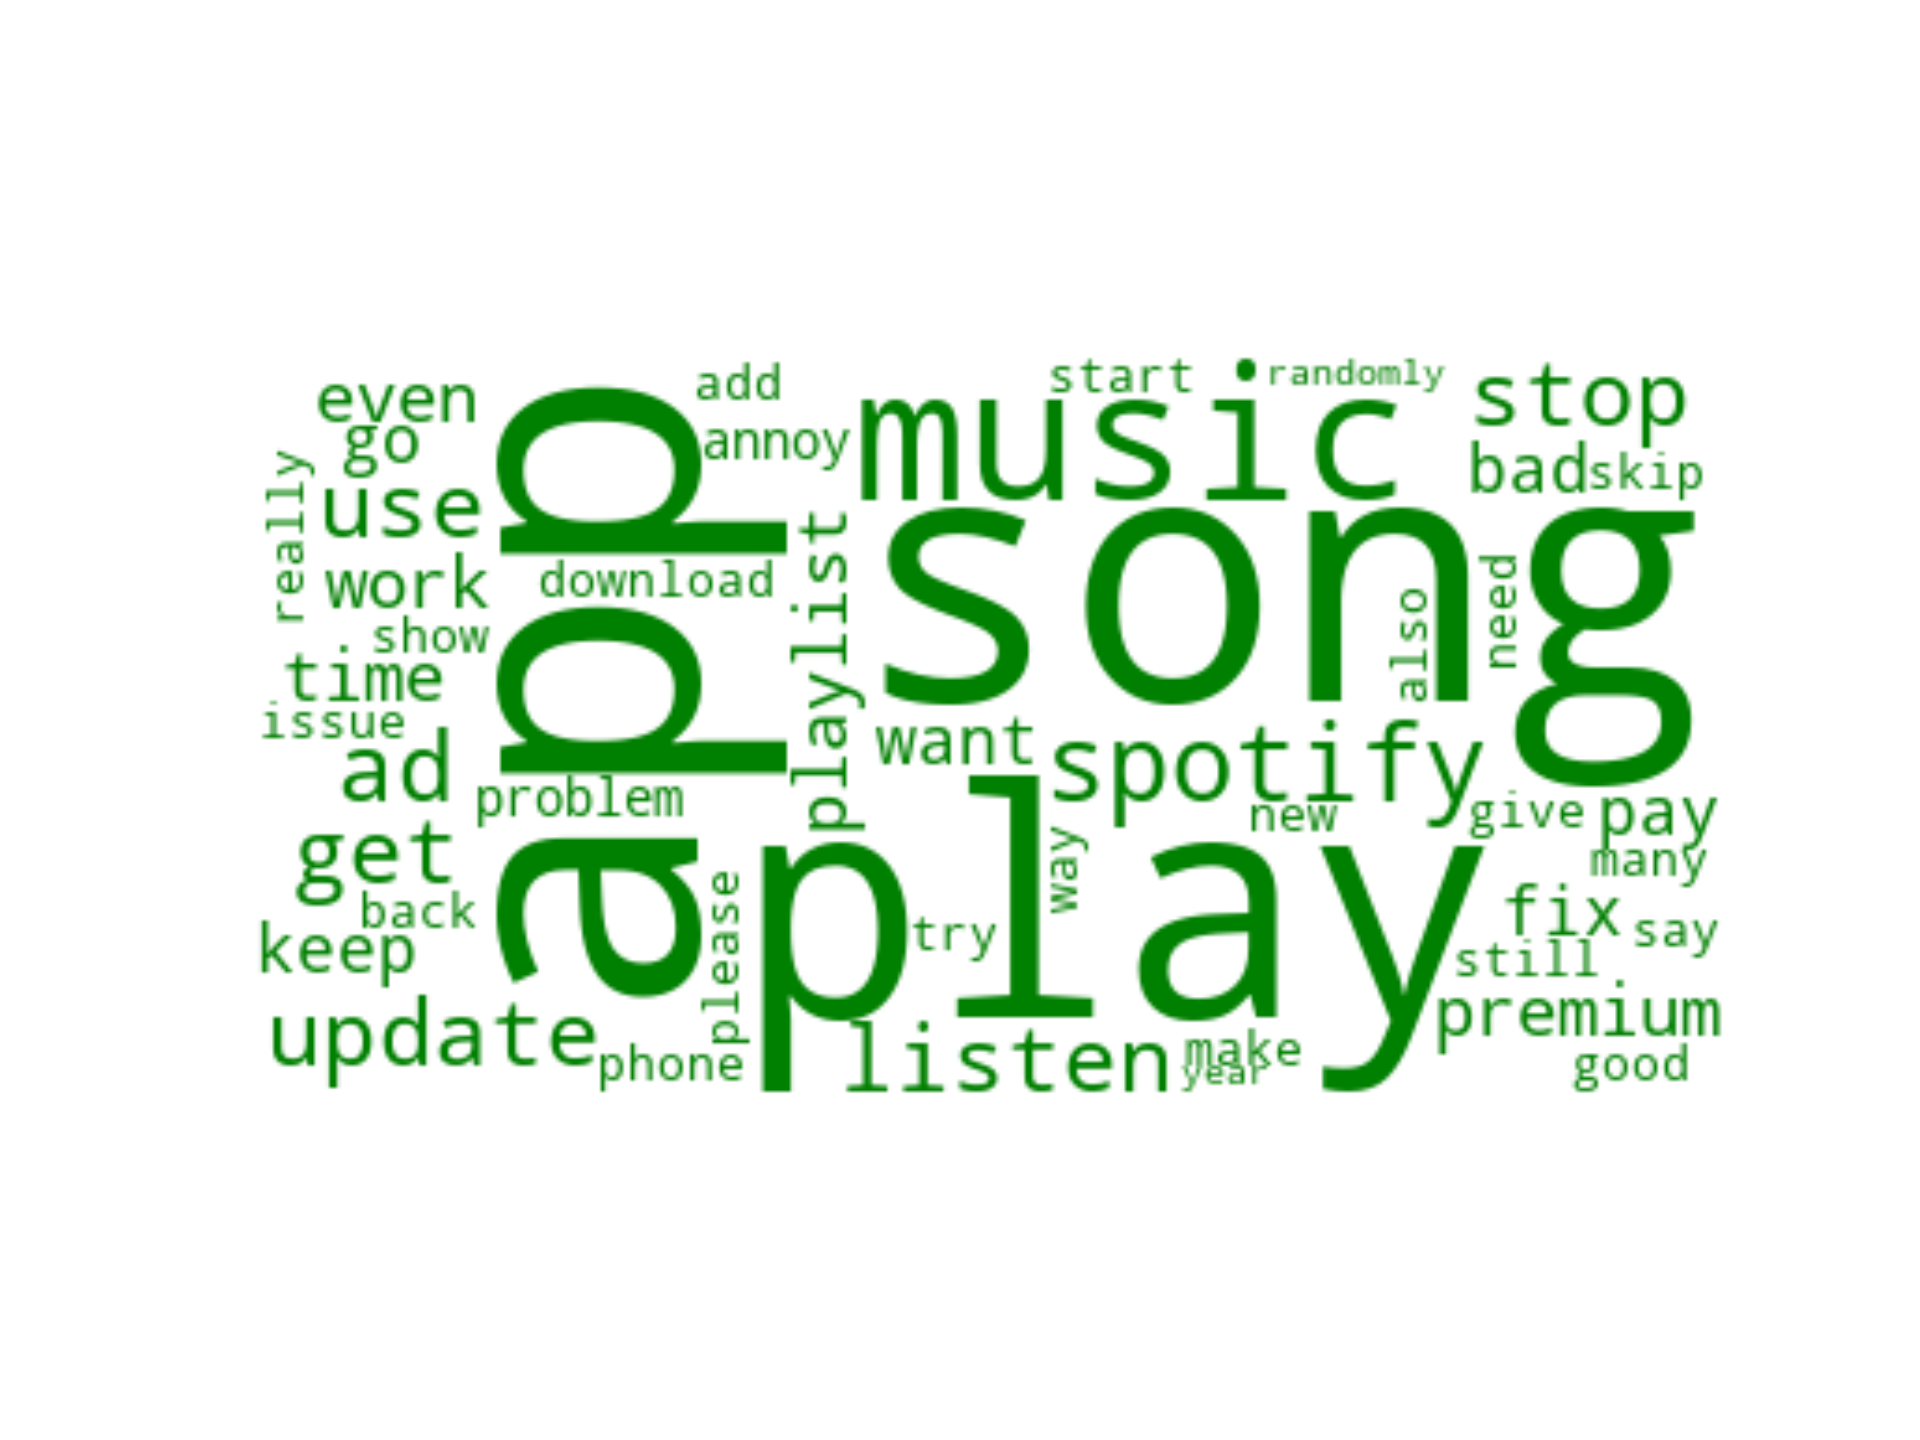 even
add
start
randomly
stop
go
annoy
music
bad
skip
really
use
app
playlist
song
work
download
also
need
show
time
issue
want
spotify
ad
problem
play
new
give
pay
get
way
many
back
please
try
fix
say
keep
still
update
phone
listen
make
year
premium
good